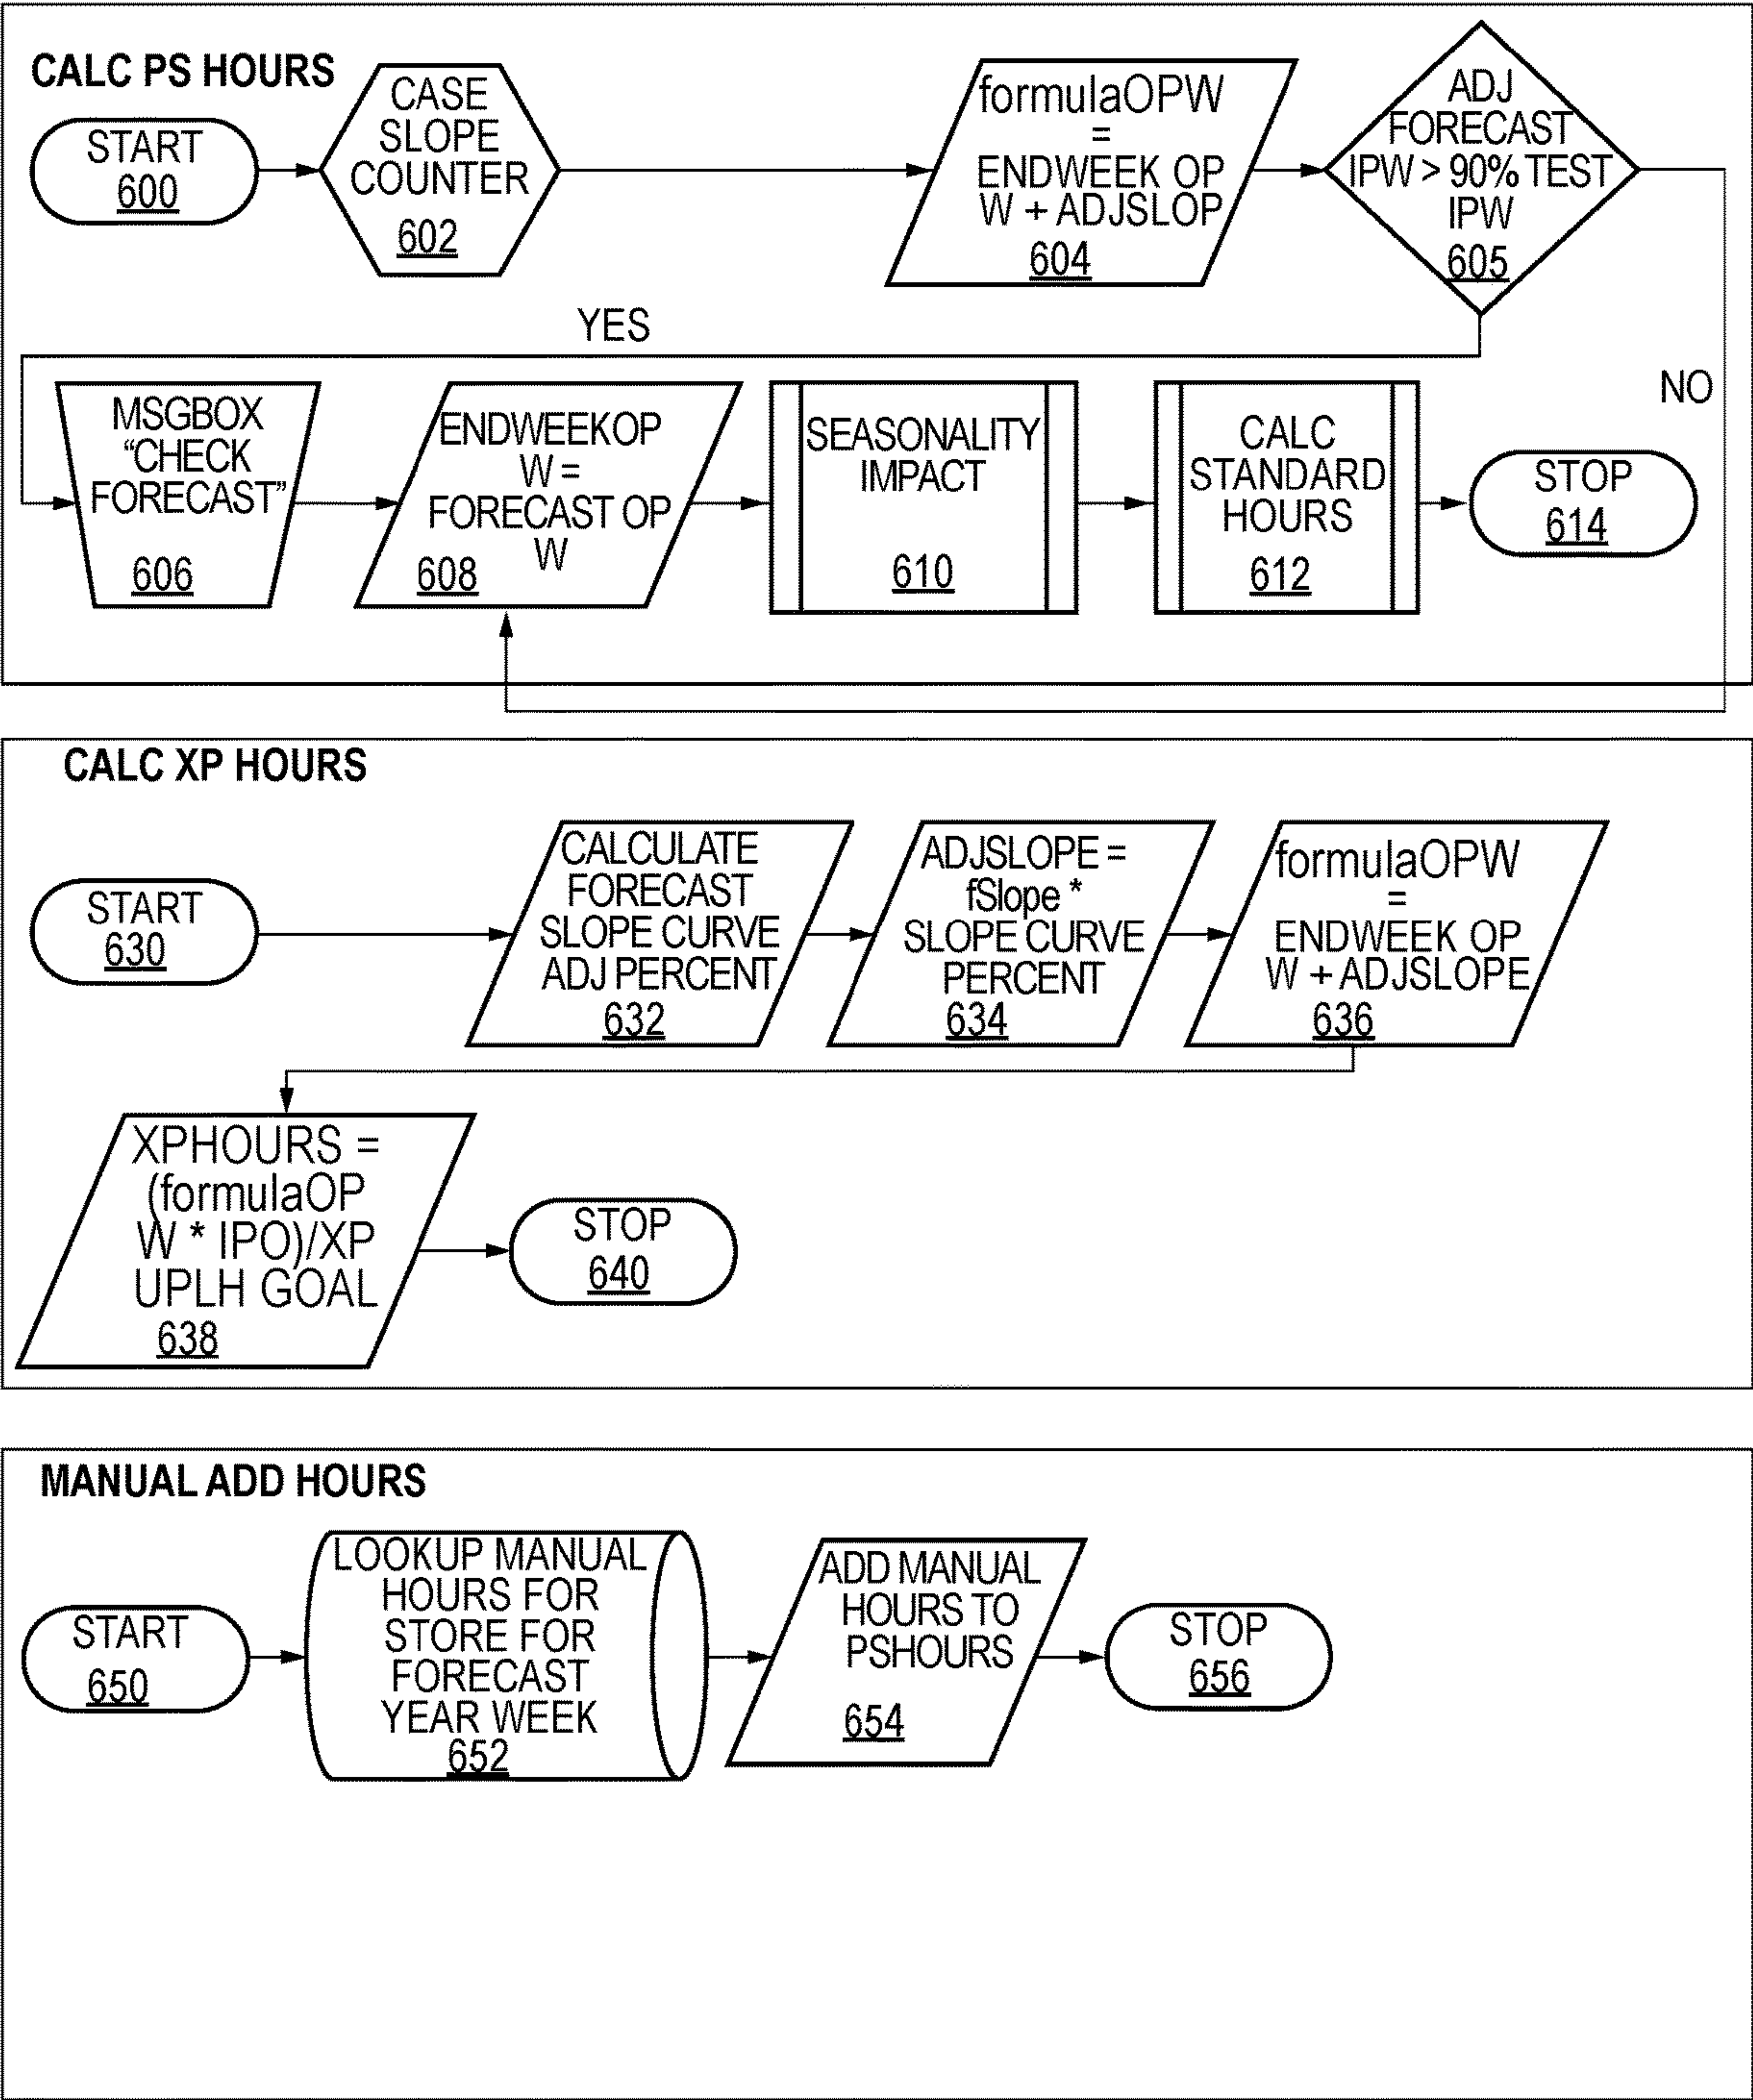 CALC PS HOURS
START
600
CASE
SLOPE
COUNTER
602
formulaOPW
=
ENDWEEK OP
W + ADJSLOP
604
ADJ
FORECAST
IPW > 90% TEST
IPW
605
YES
NO
MSGBOX
“CHECK
FORECAST”
606
ENDWEEKOP
W =
FORECAST OP
W
608
SEASONALITY
IMPACT
610
CALC
STANDARD
HOURS
612
STOP
614
CALC XP HOURS
START
630
CALCULATE
FORECAST
SLOPE CURVE
ADJ PERCENT
632
ADJSLOPE =
fSlope *
SLOPE CURVE
PERCENT
634
formulaOPW
=
ENDWEEK OP
W + ADJSLOPE
636
XPHOURS =
(formulaOP
W * IPO)/XP
UPLH GOAL
638
STOP
640
MANUAL ADD HOURS
START
650
LOOKUP MANUAL
HOURS FOR
STORE FOR
FORECAST
YEAR WEEK
652
ADD MANUAL
HOURS TO
PSHOURS
654
STOP
656